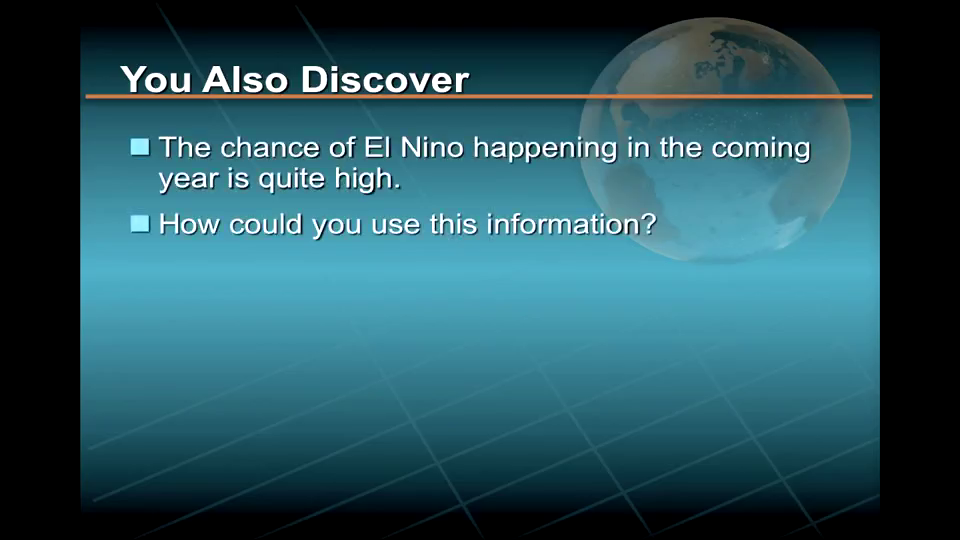 You Also Discover
The chance of El Nino happening in the coming
year is quite high.
How could you use this information?